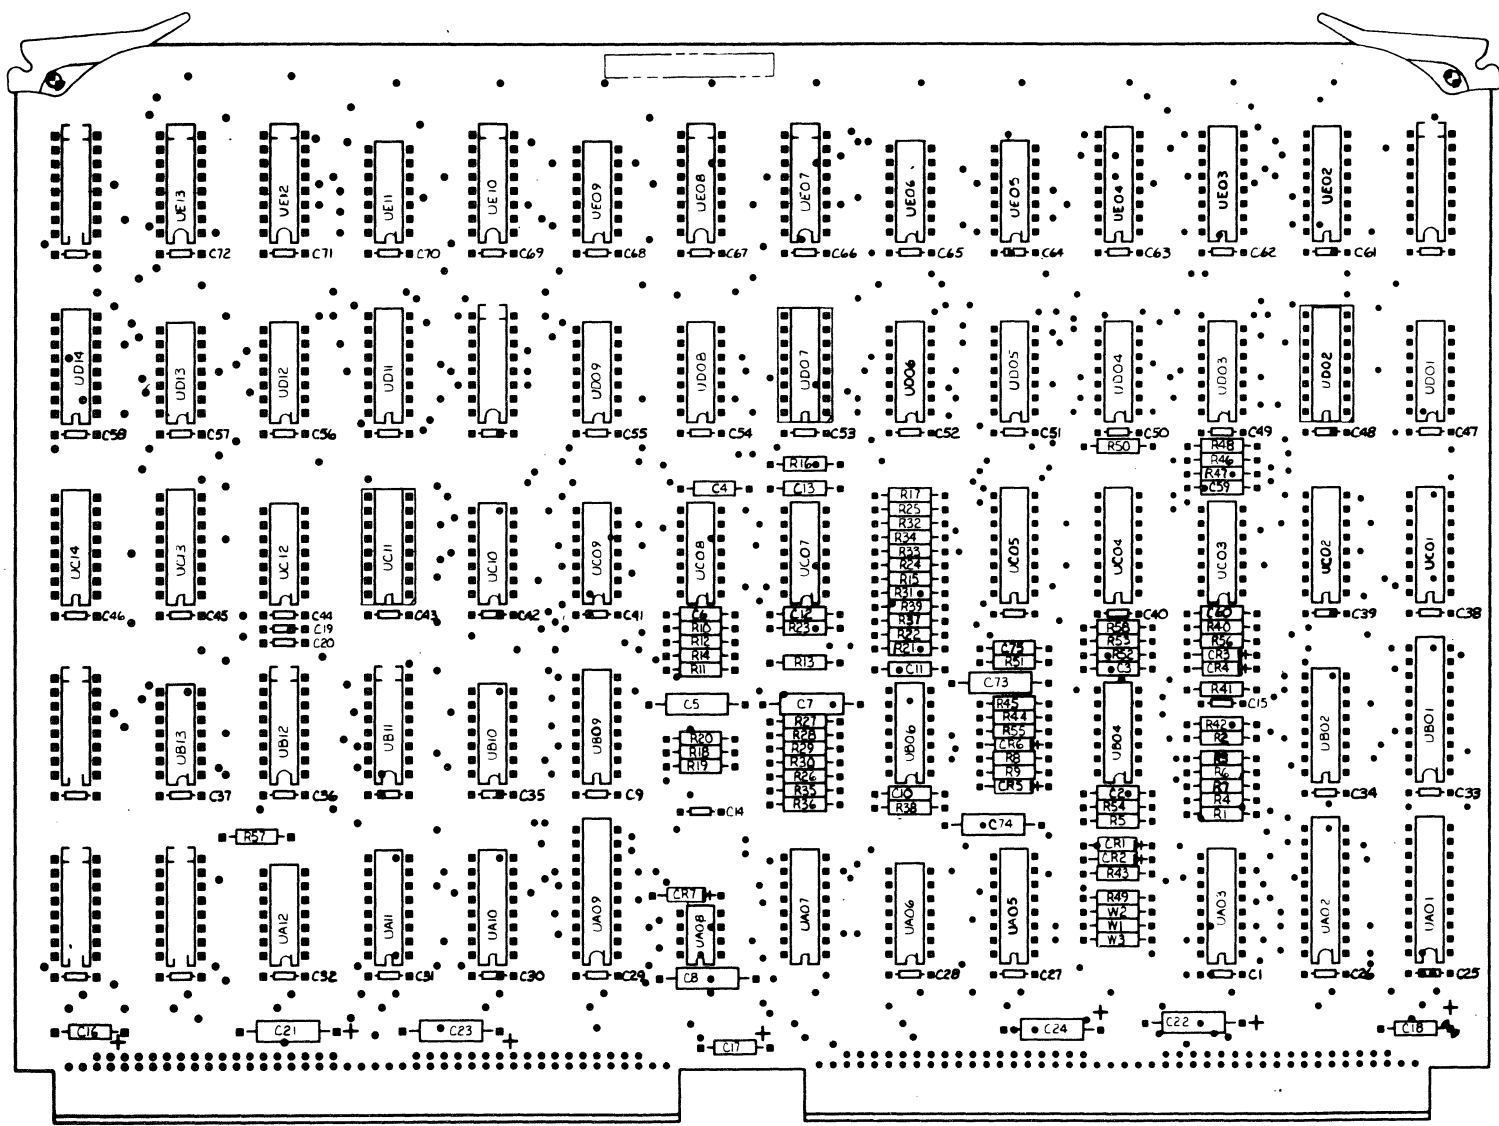 UE13 UE12 UE11 UE10 UE09 UE08 UE07 UE06 UE05 UE04 UE03 UE02
C72 C71 C70 C69 C68 C67 C66 C65 C64 C63 C62 C61
UD14 UD13 UD12 UD11 UD09 UD08 UD07 UD06 UD05 UD04 UD03 UD02 UD01
C58 C57 C56 C55 C54 C53 C52 C51 C50 C49 C48 C47
R50 R48
R16 R46
R47
C4 C13 C59
R17
R25
R32
R34
R33
R24
R15
R31
R39
R37
R22
R21
UC14 UC13 UC12 UC11 UC10 UC09 UC08 UC07 UC05 UC04 UC03 UC02 UC01
C46 C45 C44 C43 C42 C41 C6 C12 C40 C60 C39 C38
C19 R10 R23 R58 R40
C20 R12 R53 R56
R14 R13 C75 R52 CR3
R11 C11 R51 C3 CR4
C73 R41
C5 C7 C15
R20
R18
R19
R27
R28
R29
R30
R26
R35
R36
R45
R44
R55
CR6
R8
R9
CR5
R42
R2
R3
R6
R7
R4
R1
UB13 UB12 UB11 UB10 UB09 UB06 UB04 UB02 UB01
C37 C36 C35 C9 C10 C2 C34 C33
C14 R38 R54
R5
R57 C74
CR1
CR2
R43
CR7
R49
W2
W1
W3
UA12 UA11 UA10 UA09 UA08 UA07 UA06 UA05 UA03 UA02 UA01
C32 C31 C30 C29 C8 C28 C27 C1 C26 C25
C16 + C21 + C23 + C17 + C24 + C22 + C18 +